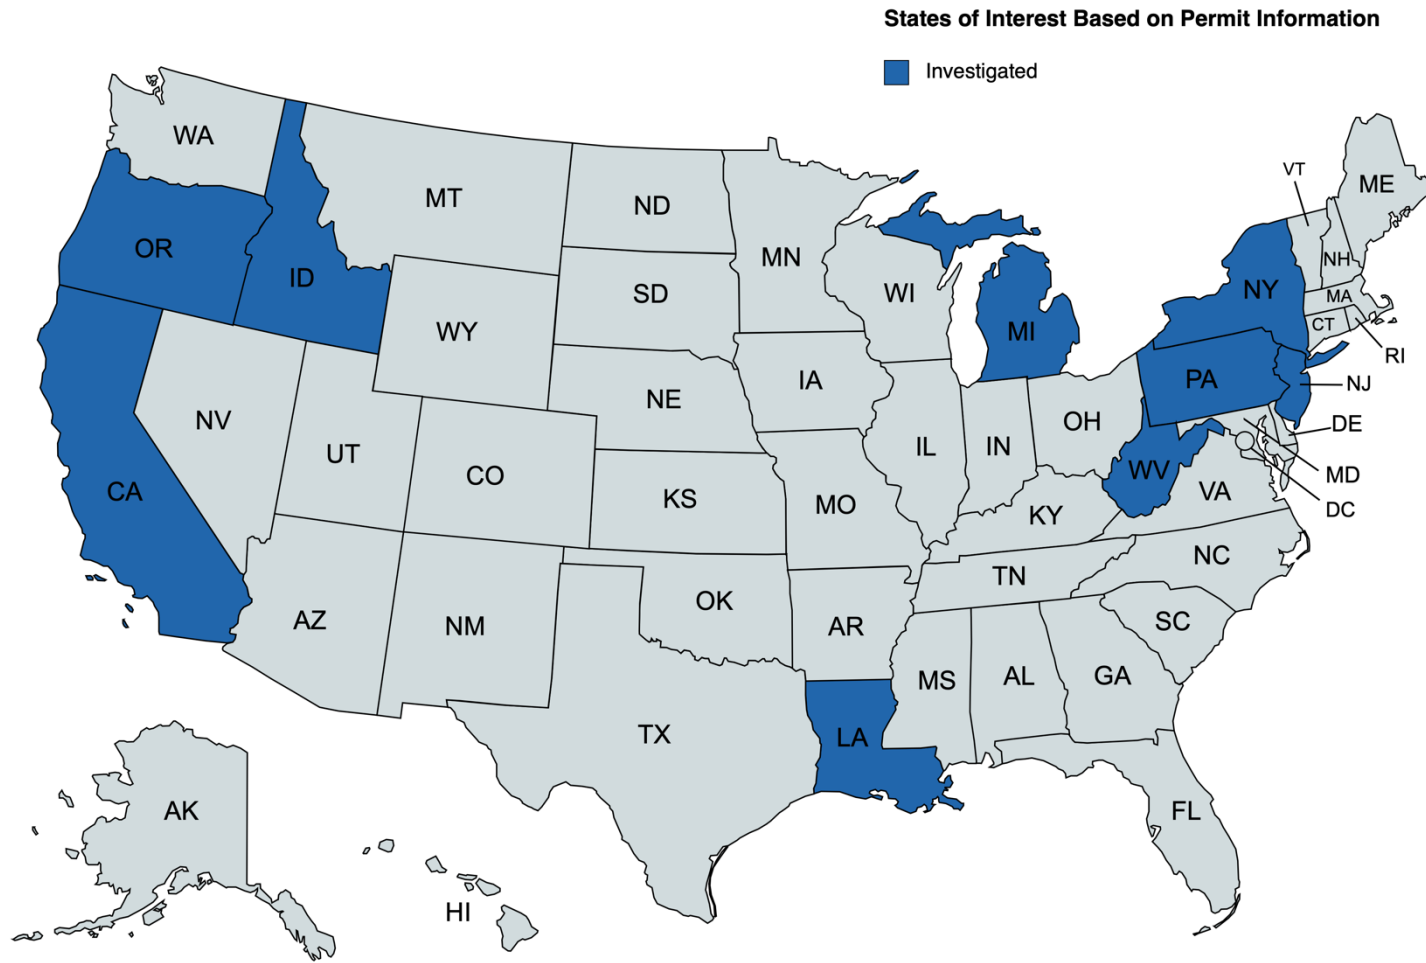 States of Interest Based on Permit Information
Investigated
WA
MT
ND
MN
VT
ME
OR
ID
SD
WI
NH
NY
MA
CT
RI
WY
MI
IA
PA
NJ
NE
NV
UT
CO
IL
IN
OH
DE
CA
KS
MO
WV
VA
MD
DC
KY
NC
TN
AZ
NM
OK
AR
SC
MS
AL
GA
TX
LA
AK
FL
HI